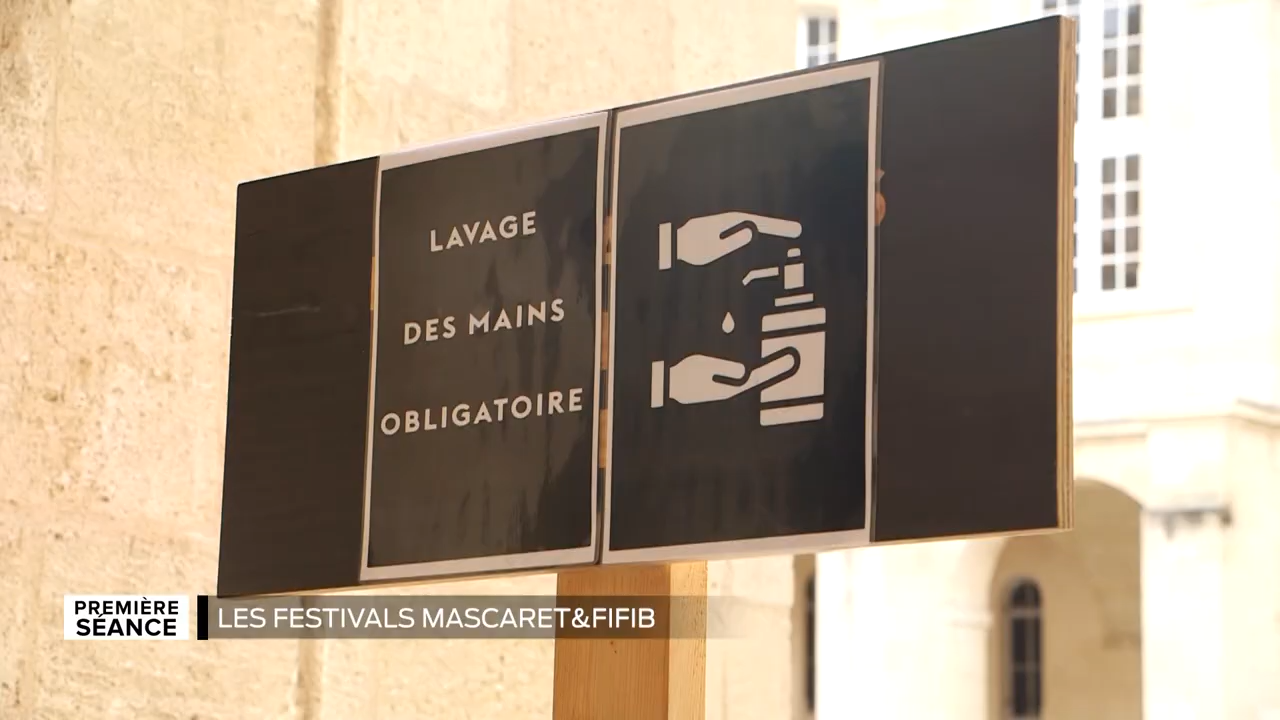 LAVAGE
DES MAINS
OBLIGATOIRE
PREMIÈRE
SÉANCE
LES FESTIVALS MASCARET&FIFIB